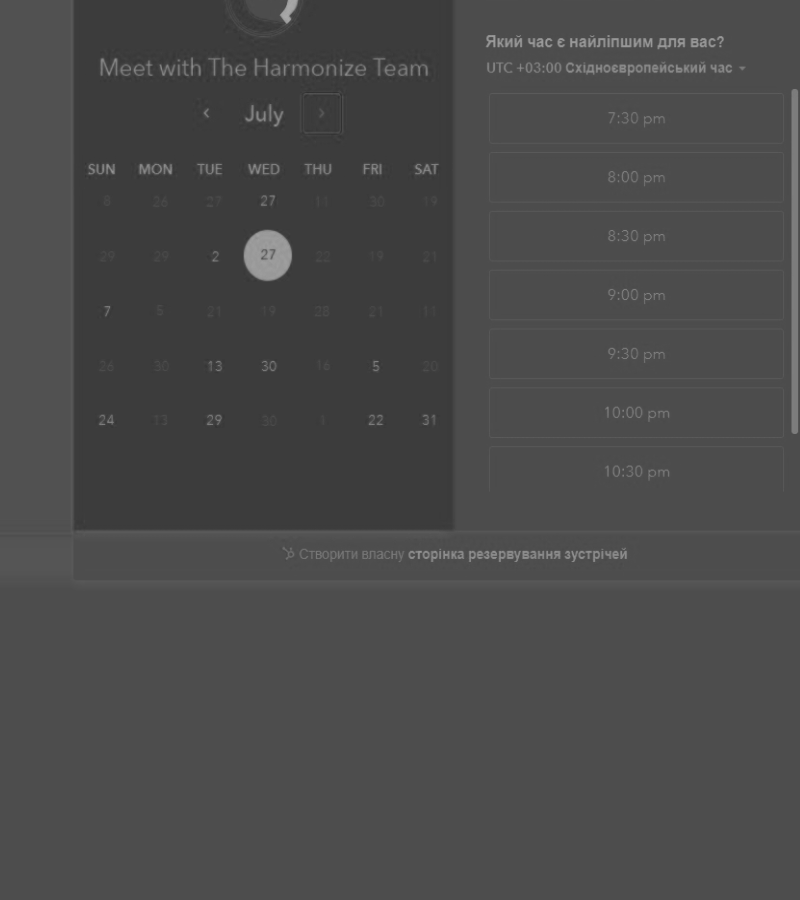 Meet with The Harmonize Team
July
SUN MON TUE WED THU FRI SAT
8 26 27 27 11 30 19
29 29 2 27 22 19 21
7 5 21 19 28 21 11
26 30 13 30 14 5 20
24 13 29 30 1 22 31
Який час є найліпшим для вас?
UTC +03:00 Східноєвропейський час
7:30 pm
8:00 pm
8:30 pm
9:00 pm
9:30 pm
10:00 pm
10:30 pm
Створити власну сторінка резервування зустрічей